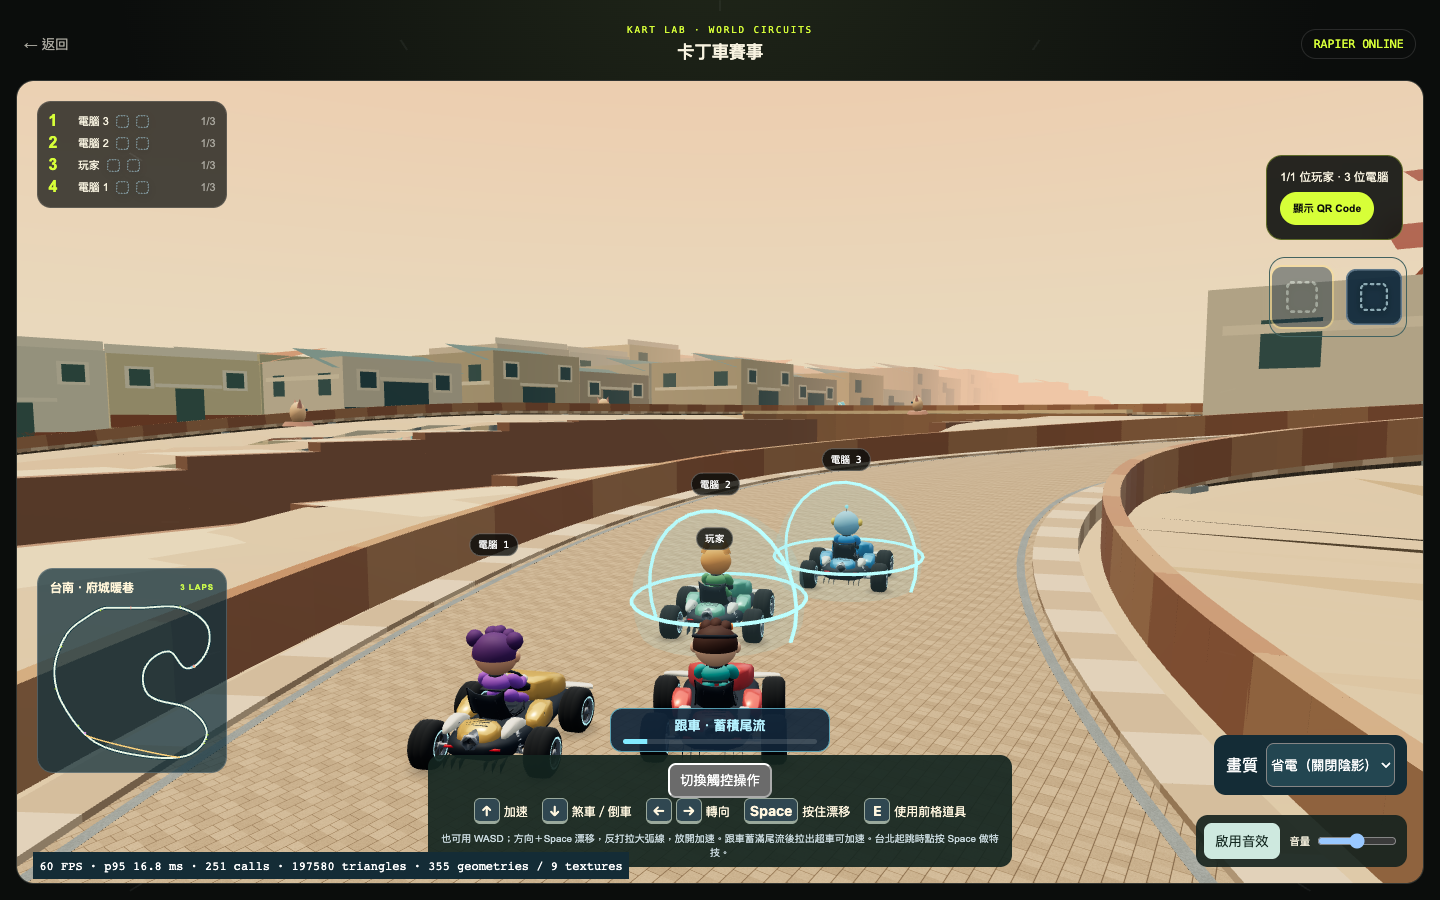 ← 返回
KART LAB · WORLD CIRCUITS
卡丁車賽事
RAPIER ONLINE
1 電腦 3 1/3
2 電腦 2 1/3
3 玩家 1/3
4 電腦 1 1/3
1/1 位玩家 · 3 位電腦
顯示 QR Code
電腦 3
電腦 2
玩家
電腦 1
台南 · 府城暖巷 3 LAPS
跟車 · 蓄積尾流
切換觸控操作
↑ 加速 ↓ 煞車 / 倒車 ← → 轉向 Space 按住漂移 E 使用前格道具
也可用 WASD；方向＋Space 漂移，反打拉大弧線，放開加速。跟車蓄滿尾流後拉出超車可加速。台北起跳時點按 Space 做特
技。
畫質 省電（關閉陰影）
啟用音效 音量
60 FPS · p95 16.8 ms · 251 calls · 197580 triangles · 355 geometries / 9 textures